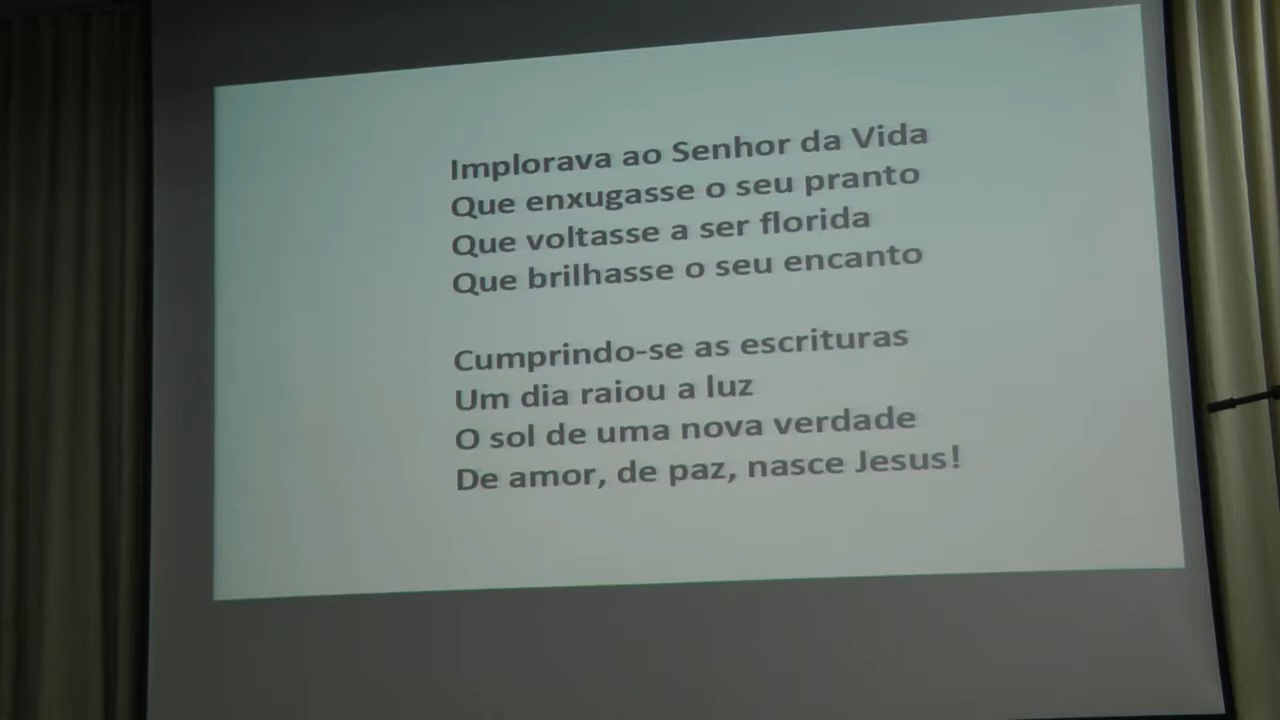 Implorava ao Senhor da Vida
Que enxugasse o seu pranto
Que voltasse a ser florida
Que brilhasse o seu encanto
Cumprindo-se as escrituras
Um dia raiou a luz
O sol de uma nova verdade
De amor, de paz, nasce Jesus!